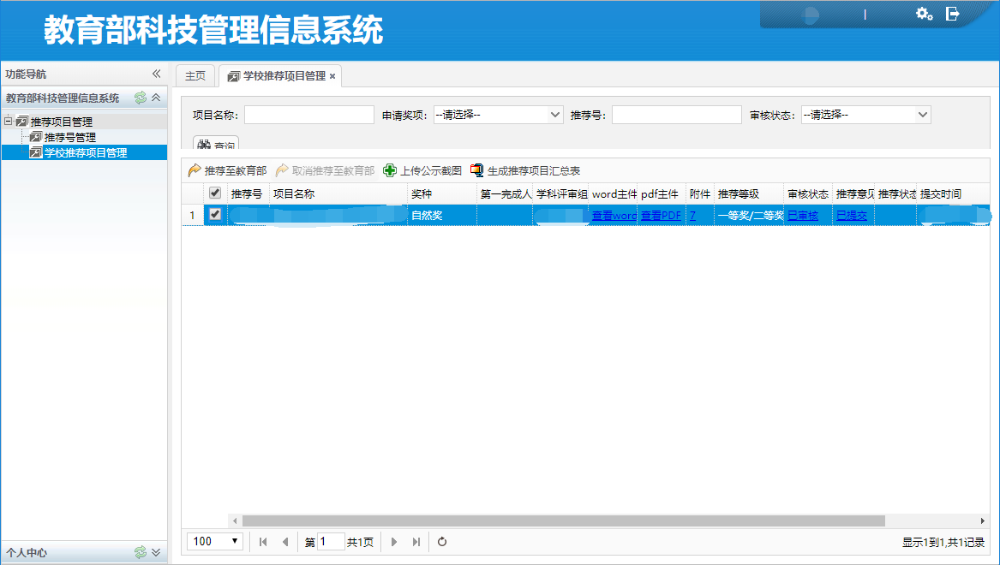 教育部科技管理信息系统
功能导航
主页 学校推荐项目管理
教育部科技管理信息系统
推荐项目管理
推荐号管理
学校推荐项目管理
项目名称: 申请奖项: --请选择-- 推荐号: 审核状态: --请选择--
查询
推荐至教育部 取消推荐至教育部 上传公示截图 生成推荐项目汇总表
推荐号 项目名称 奖种 第一完成人 学科评审组 word主件 pdf主件 附件 推荐等级 审核状态 推荐意见 推荐状态 提交时间
1 自然奖 查看word 查看PDF 7 一等奖/二等奖 已审核 已提交
100 第 1 共1页 显示1到1,共1记录
个人中心